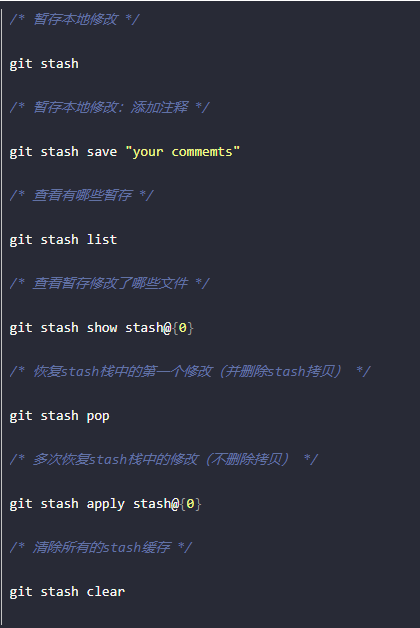 /* 暂存本地修改 */
git stash
/* 暂存本地修改：添加注释 */
git stash save "your commemts"
/* 查看有哪些暂存 */
git stash list
/* 查看暂存修改了哪些文件 */
git stash show stash@{0}
/* 恢复stash栈中的第一个修改（并删除stash拷贝） */
git stash pop
/* 多次恢复stash栈中的修改（不删除拷贝） */
git stash apply stash@{0}
/* 清除所有的stash缓存 */
git stash clear